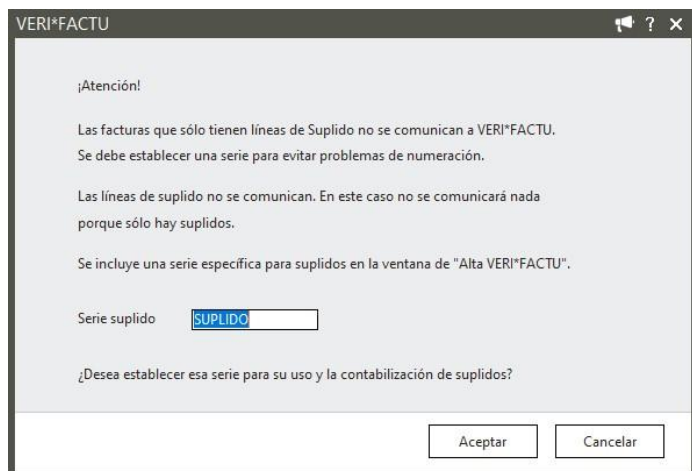 VERI*FACTU
?
¡Atención!
Las facturas que sólo tienen líneas de Suplido no se comunican a VERI*FACTU.
Se debe establecer una serie para evitar problemas de numeración.
Las líneas de suplido no se comunican. En este caso no se comunicará nada
porque sólo hay suplidos.
Se incluye una serie específica para suplidos en la ventana de "Alta VERI*FACTU".
Serie suplido SUPLIDO
¿Desea establecer esa serie para su uso y la contabilización de suplidos?
Aceptar Cancelar